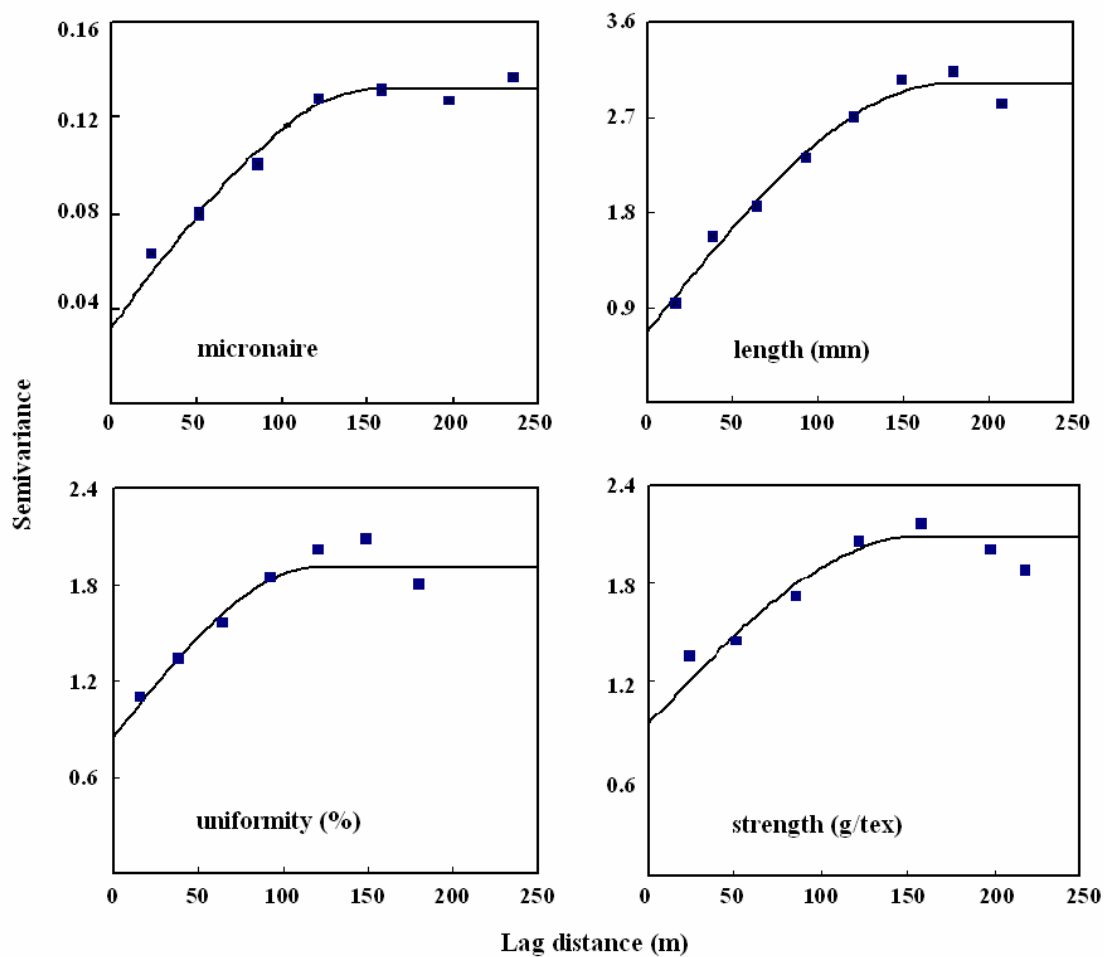 0.16
0.12
0.08
0.04
micronaire
0 50 100 150 200 250
3.6
2.7
1.8
0.9
length (mm)
0 50 100 150 200 250
Semivariance
2.4
1.8
1.2
0.6
uniformity (%)
0 50 100 150 200 250
2.4
1.8
1.2
0.6
strength (g/tex)
0 50 100 150 200 250
Lag distance (m)